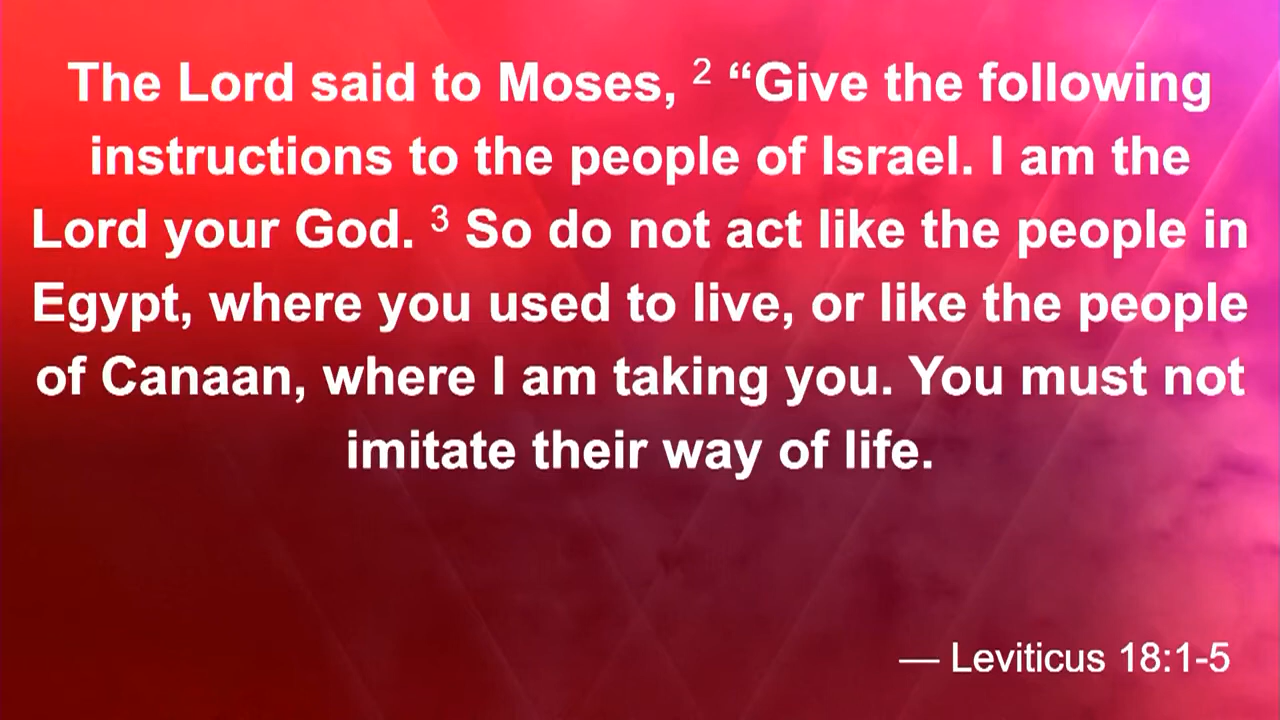 The Lord said to Moses, ² “Give the following
instructions to the people of Israel. I am the
Lord your God. ³ So do not act like the people in
Egypt, where you used to live, or like the people
of Canaan, where I am taking you. You must not
imitate their way of life.
— Leviticus 18:1-5